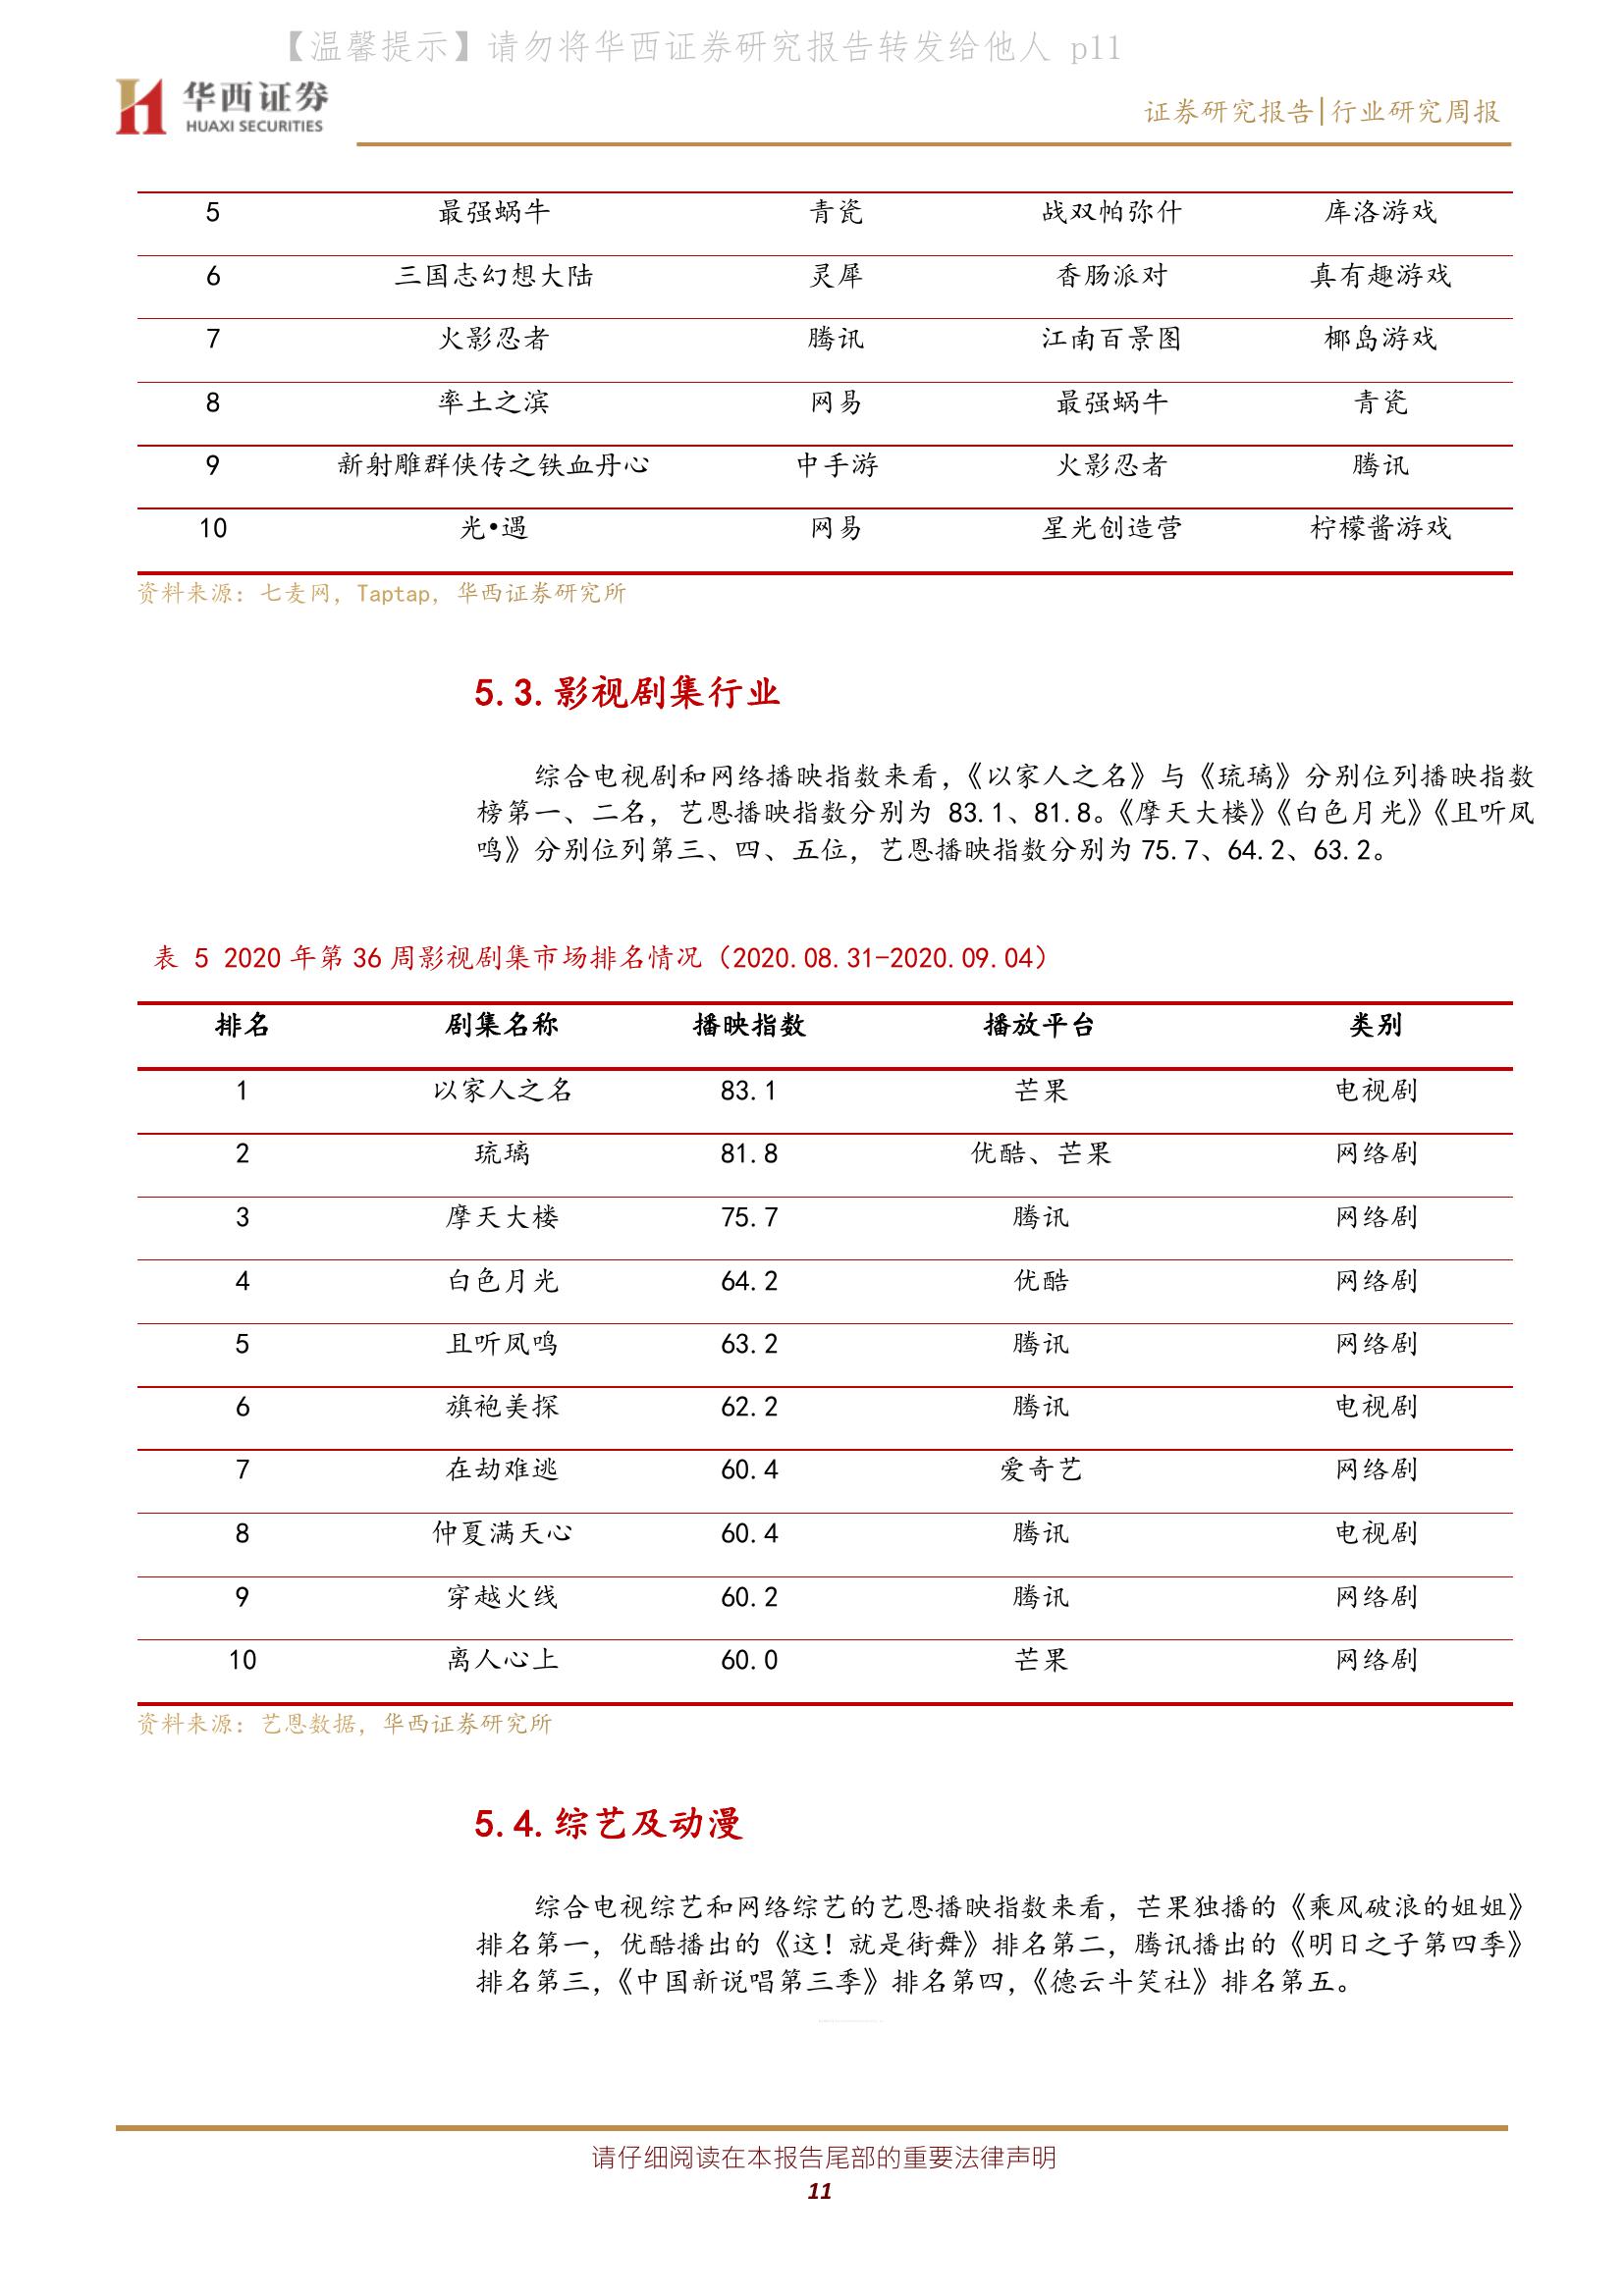 【温馨提示】请勿将华西证券研究报告转发给他人 p11
华西证券
HUAXI SECURITIES
证券研究报告|行业研究周报
5 最强蜗牛 青瓷 战双帕弥什 库洛游戏
6 三国志幻想大陆 灵犀 香肠派对 真有趣游戏
7 火影忍者 腾讯 江南百景图 椰岛游戏
8 率土之滨 网易 最强蜗牛 青瓷
9 新射雕群侠传之铁血丹心 中手游 火影忍者 腾讯
10 光•遇 网易 星光创造营 柠檬酱游戏
资料来源：七麦网，Taptap，华西证券研究所
5.3.影视剧集行业
综合电视剧和网络播映指数来看，《以家人之名》与《琉璃》分别位列播映指数
榜第一、二名，艺恩播映指数分别为 83.1、81.8。《摩天大楼》《白色月光》《且听凤
鸣》分别位列第三、四、五位，艺恩播映指数分别为 75.7、64.2、63.2。
表 5 2020 年第 36 周影视剧集市场排名情况（2020.08.31-2020.09.04）
排名 剧集名称 播映指数 播放平台 类别
1 以家人之名 83.1 芒果 电视剧
2 琉璃 81.8 优酷、芒果 网络剧
3 摩天大楼 75.7 腾讯 网络剧
4 白色月光 64.2 优酷 网络剧
5 且听凤鸣 63.2 腾讯 网络剧
6 旗袍美探 62.2 腾讯 电视剧
7 在劫难逃 60.4 爱奇艺 网络剧
8 仲夏满天心 60.4 腾讯 电视剧
9 穿越火线 60.2 腾讯 网络剧
10 离人心上 60.0 芒果 网络剧
资料来源：艺恩数据，华西证券研究所
5.4.综艺及动漫
综合电视综艺和网络综艺的艺恩播映指数来看，芒果独播的《乘风破浪的姐姐》
排名第一，优酷播出的《这！就是街舞》排名第二，腾讯播出的《明日之子第四季》
排名第三，《中国新说唱第三季》排名第四，《德云斗笑社》排名第五。
请仔细阅读在本报告尾部的重要法律声明
11